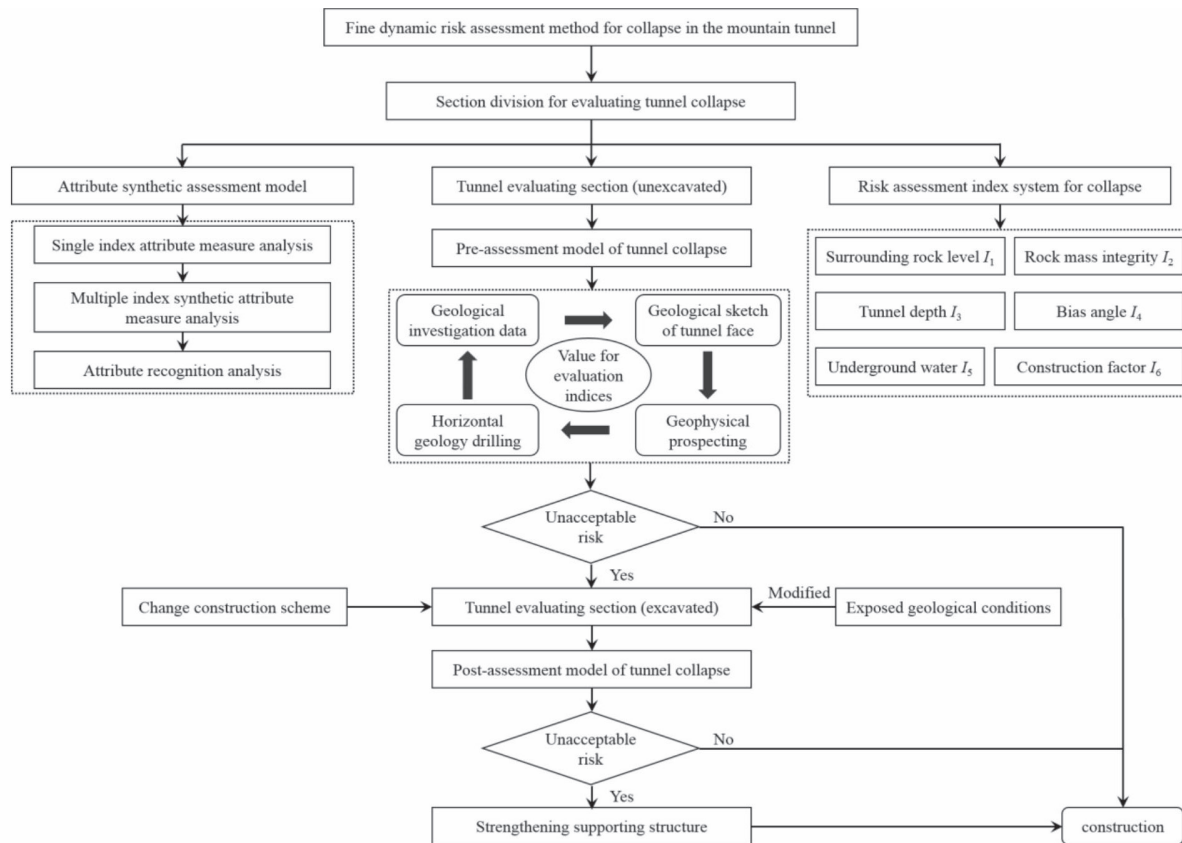 Fine dynamic risk assessment method for collapse in the mountain tunnel
Section division for evaluating tunnel collapse
Attribute synthetic assessment model
Tunnel evaluating section (unexcavated)
Risk assessment index system for collapse
Single index attribute measure analysis
Multiple index synthetic attribute
measure analysis
Attribute recognition analysis
Pre-assessment model of tunnel collapse
Geological
investigation data
Geological sketch
of tunnel face
Value for
evaluation
indices
Horizontal
geology drilling
Geophysical
prospecting
Surrounding rock level I1
Rock mass integrity I2
Tunnel depth I3
Bias angle I4
Underground water I5
Construction factor I6
Unacceptable
risk
No
Yes
Change construction scheme
Tunnel evaluating section (excavated)
Modified
Exposed geological conditions
Post-assessment model of tunnel collapse
Unacceptable
risk
No
Yes
Strengthening supporting structure
construction